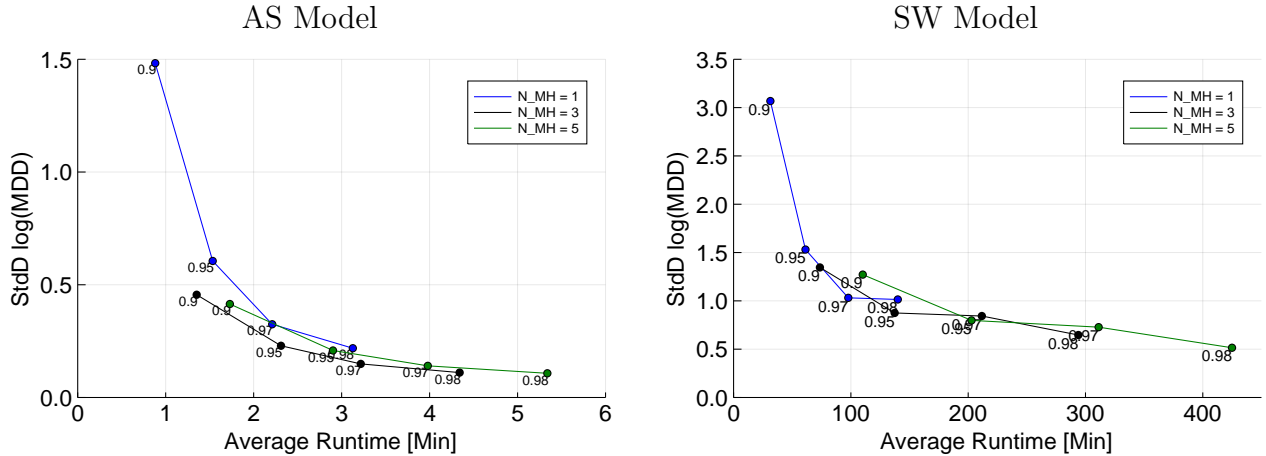 AS Model
1.5
1.0
0.5
0.0
StdD log(MDD)
0.9
0.95
0.97
0.98
0.9
0.95
0.97
0.98
0.9
0.95
0.97
0.98
N_MH = 1
N_MH = 3
N_MH = 5
0 1 2 3 4 5 6
Average Runtime [Min]
SW Model
3.5
3.0
2.5
2.0
1.5
1.0
0.5
0.0
StdD log(MDD)
0.9
0.95
0.97
0.98
0.9
0.95
0.97
0.98
0.9
0.95
0.97
0.98
N_MH = 1
N_MH = 3
N_MH = 5
0 100 200 300 400
Average Runtime [Min]